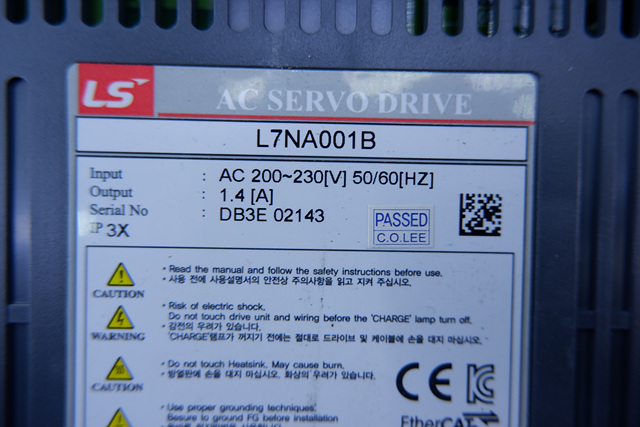 LS
AC SERVO DRIVE
L7NA001B
Input : AC 200~230[V] 50/60[HZ]
Output : 1.4 [A]
Serial No : DB3E 02143
IP 3X
PASSED
C.O.LEE
CAUTION
· Read the manual and follow the safety instructions before use.
· 사용 전에 사용설명서의 안전상 주의사항을 읽고 지켜 주십시오.
WARNING
· Risk of electric shock.
Do not touch drive unit and wiring before the 'CHARGE' lamp turn off.
· 감전의 우려가 있습니다.
'CHARGE'램프가 꺼지기 전에는 절대로 드라이브 및 케이블에 손을 대지 마십시오.
CAUTION
· Do not touch Heatsink. May cause burn.
· 방열판에 손을 대지 마십시오. 화상의 우려가 있습니다.
CE
· Use proper grounding techniques.
Besure to ground FG before installation
EtherCAT